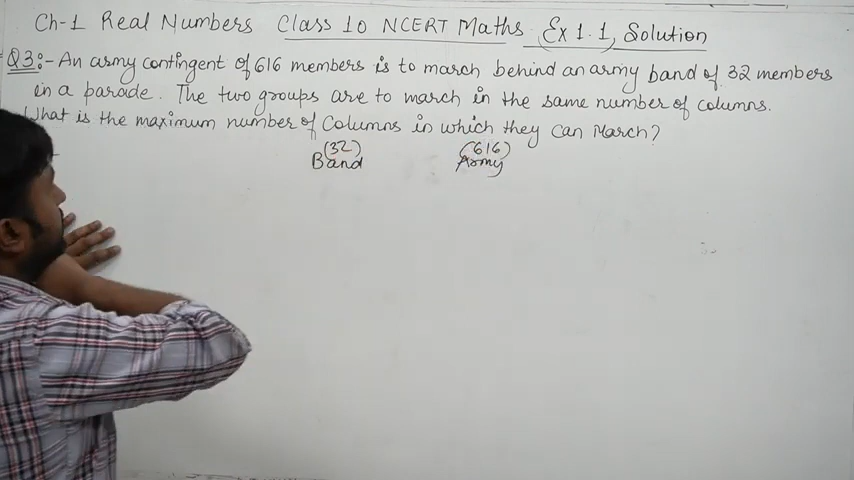 Ch-1 Real Numbers Class 10 NCERT Maths Ex 1.1, Solution
Q3:- An army contingent of 616 members is to march behind an army band of 32 members
in a parade. The two groups are to march in the same number of columns.
What is the maximum number of Columns in which they can March?
(32) (616)
Band Army